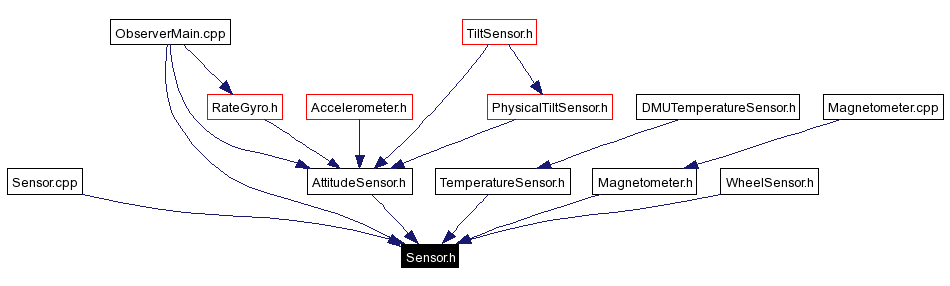 ObserverMain.cpp
TiltSensor.h
RateGyro.h
Accelerometer.h
PhysicalTiltSensor.h
DMUTemperatureSensor.h
Magnetometer.cpp
Sensor.cpp
AttitudeSensor.h
TemperatureSensor.h
Magnetometer.h
WheelSensor.h
Sensor.h